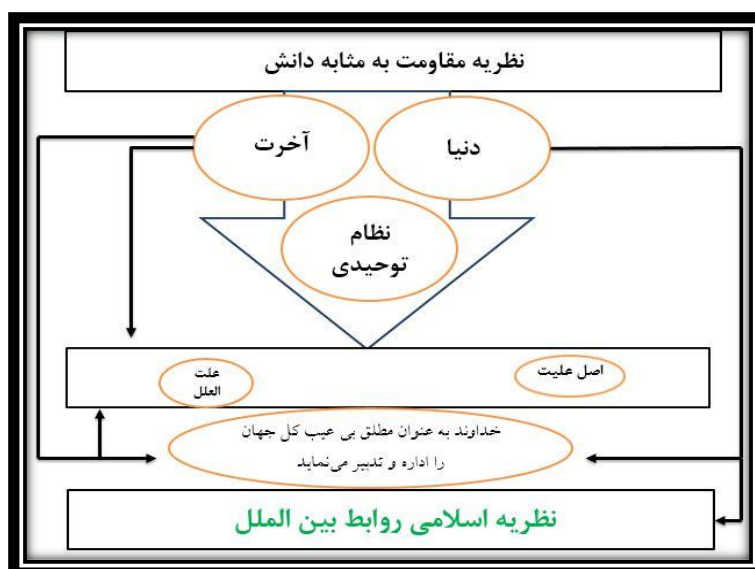 نظریه مقاومت به مثابه دانش
دنیا
آخرت
نظام
توحیدی
اصل علیت
علت
العلل
خداوند به عنوان مطلق بی عیب کل جهان
را اداره و تدبیر می‌نماید
نظریه اسلامی روابط بین الملل